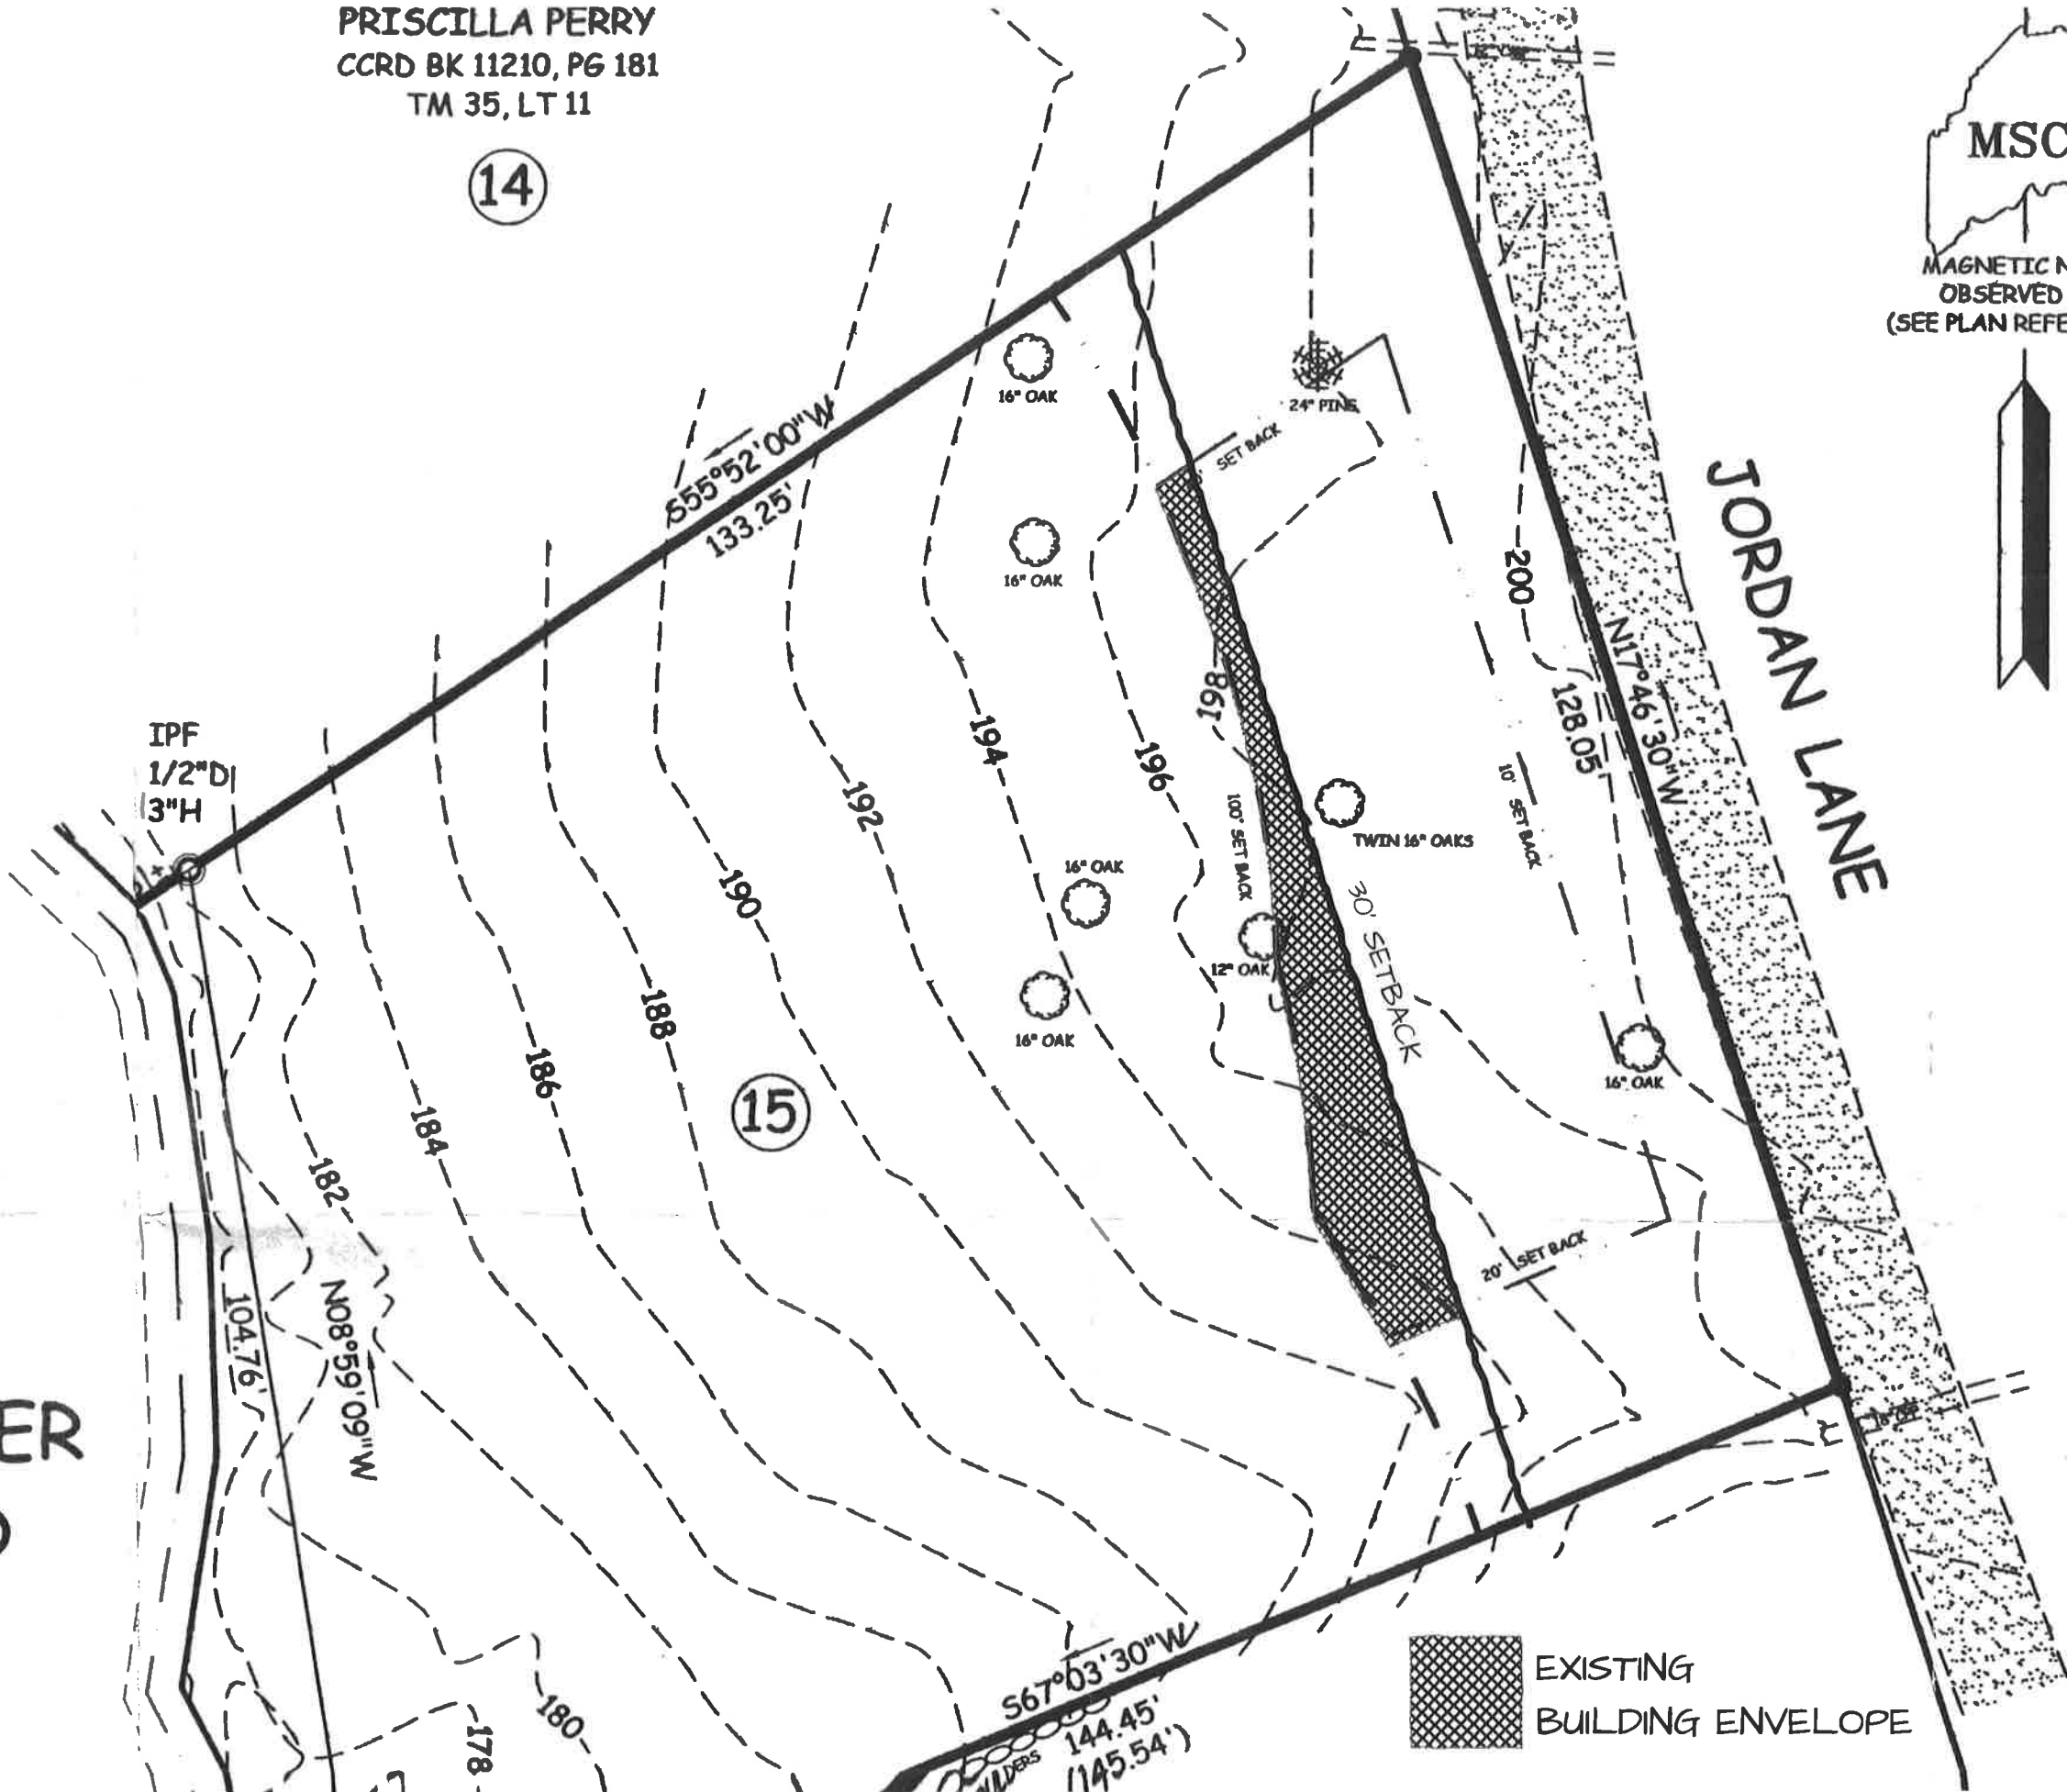 PRISCILLA PERRY
CCRD BK 11210, PG 181
TM 35, LT 11
14
MSC
MAGNETIC N
OBSERVED
(SEE PLAN REFE
16" OAK
24" PINE
SET BACK
S55°52'00"W
133.25'
16" OAK
200
JORDAN LANE
N17°46'30"W
128.05'
198
194
196
192
10' SET BACK
100' SET BACK
TWIN 16" OAKS
IPF
1/2"D
3"H
190
16" OAK
30' SETBACK
12" OAK
188
16" OAK
16" OAK
186
15
184
182
20' SET BACK
104.76'
N08°59'09"W
ER
S67°03'30"W
144.45'
(145.54')
180
178
EXISTING
BUILDING ENVELOPE